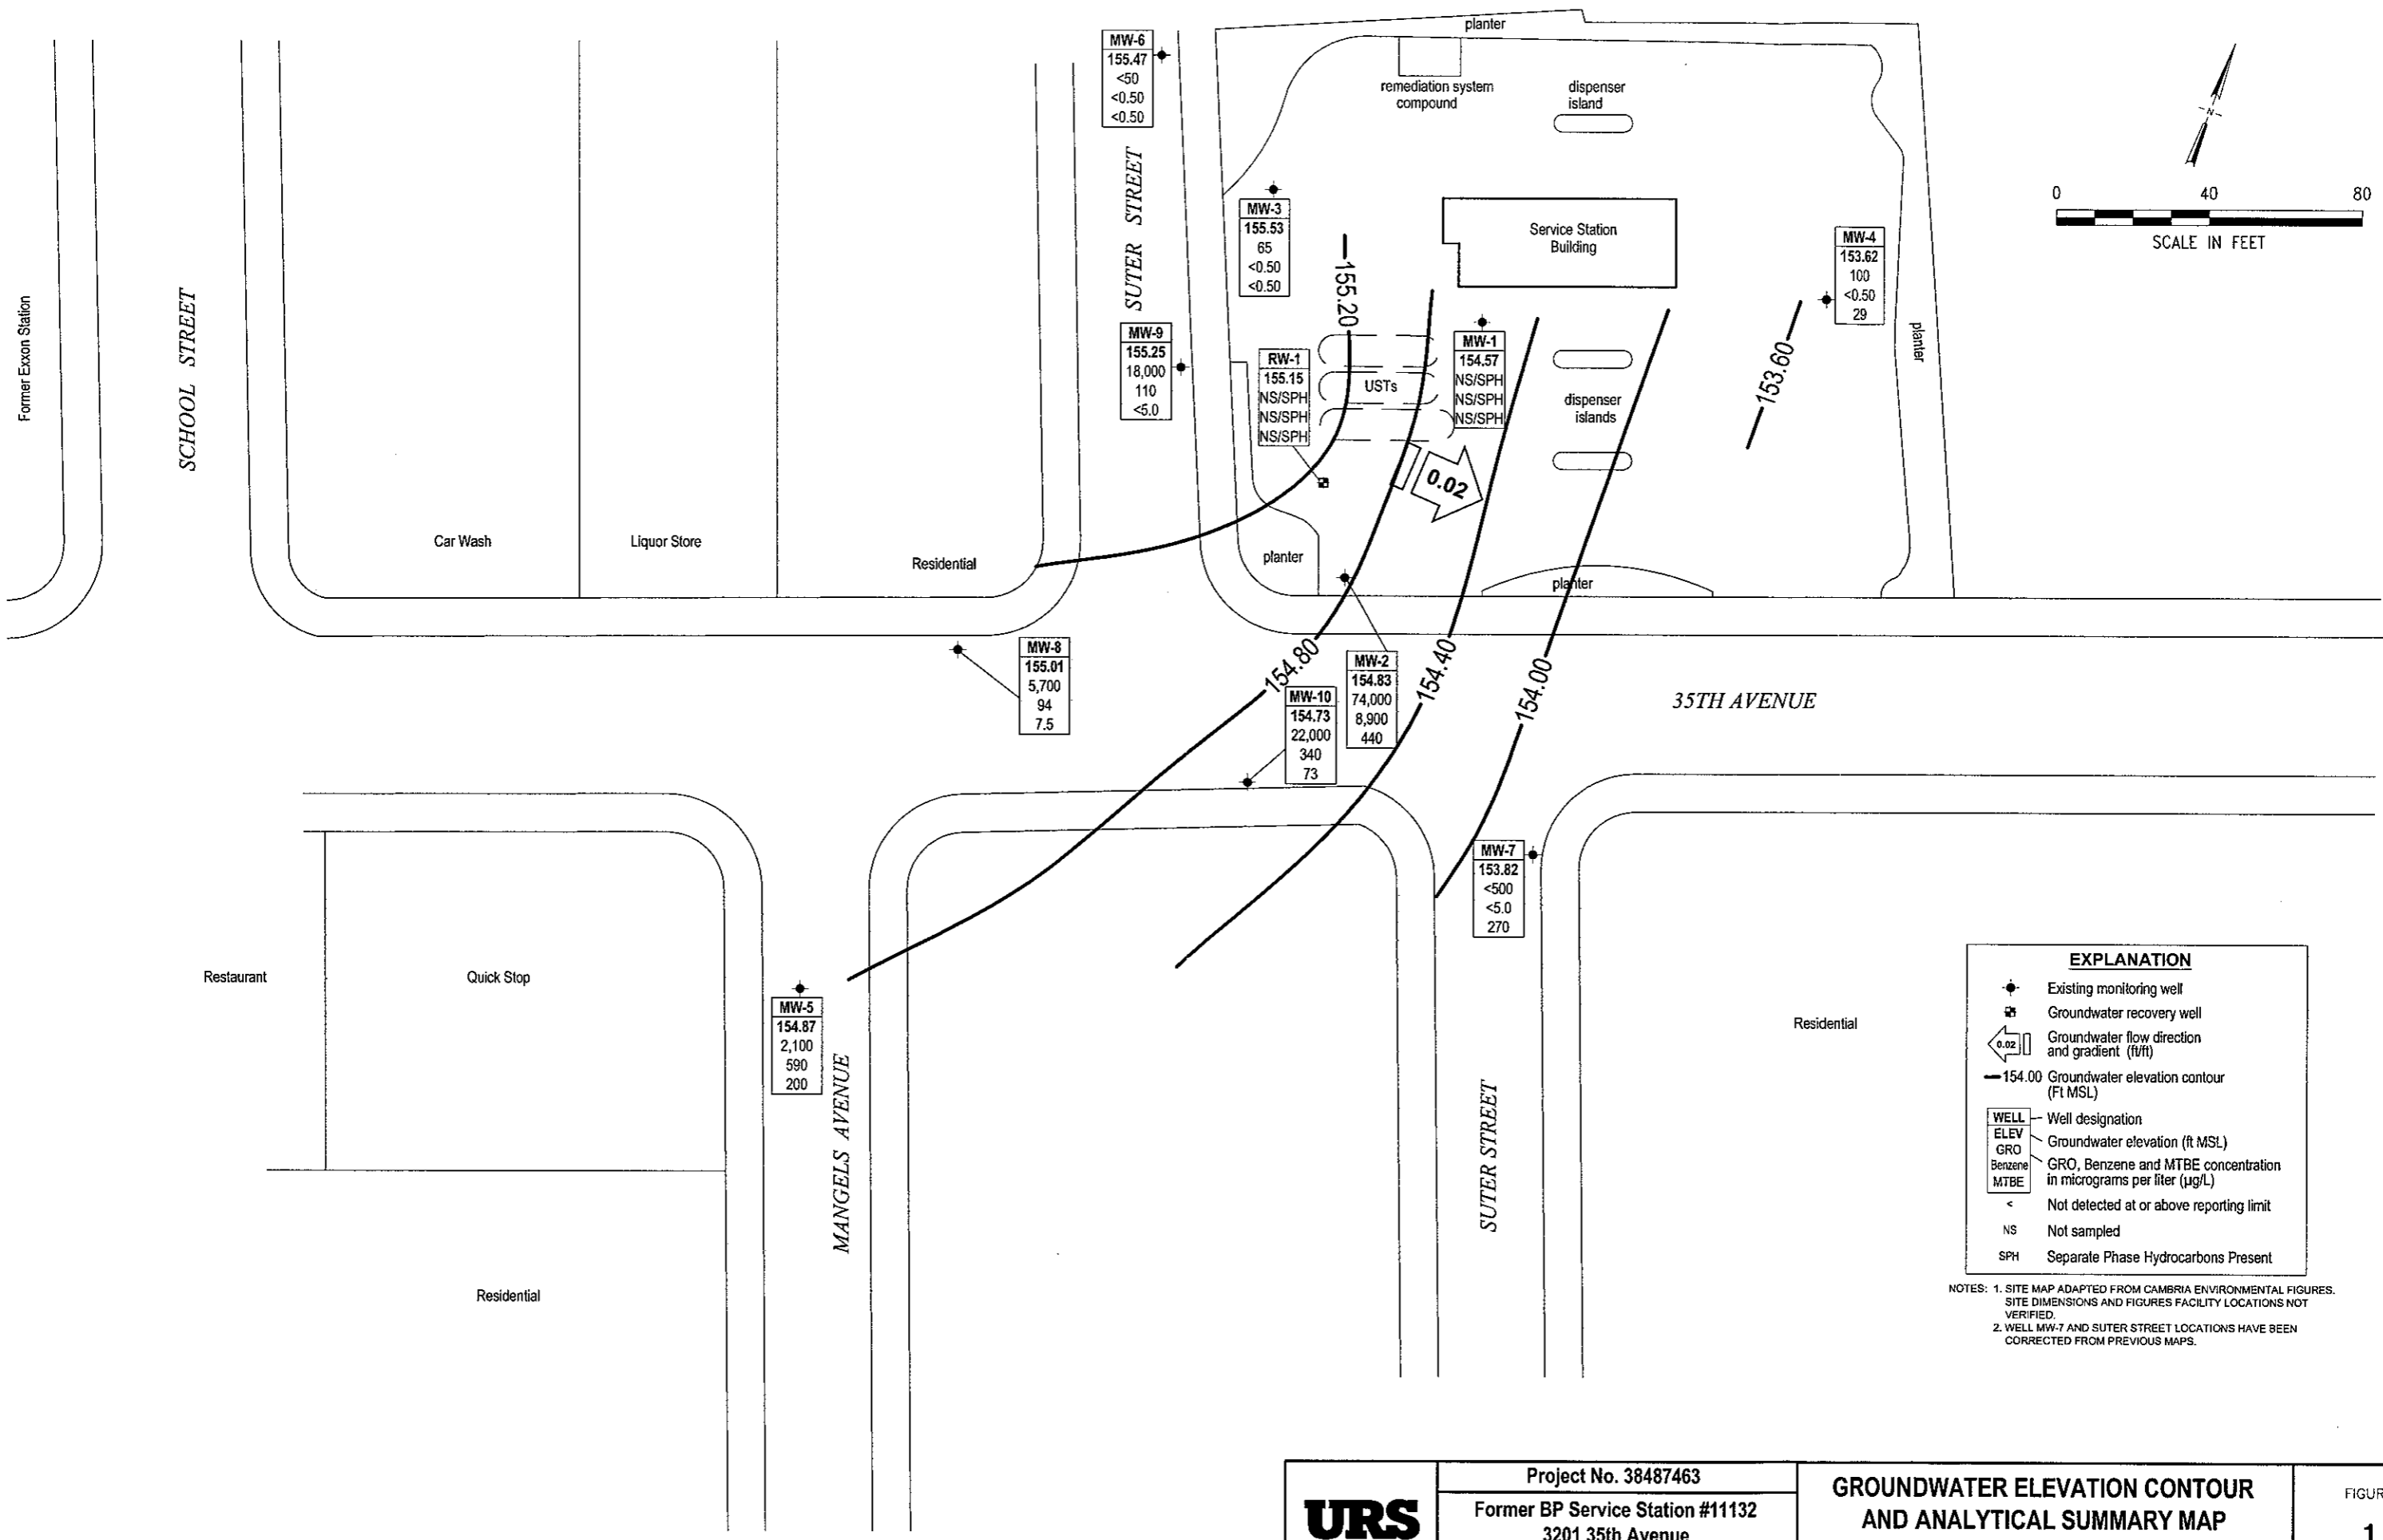 planter
MW-6
155.47
<50
<0.50
<0.50
remediation system
compound
dispenser
island
N
0 40 80
SCALE IN FEET
SUTER STREET
MW-3
155.53
65
<0.50
<0.50
Service Station
Building
MW-4
153.62
100
<0.50
29
planter
Former Exxon Station
SCHOOL STREET
155.20
MW-9
155.25
18,000
110
<5.0
RW-1
155.15
NS/SPH
NS/SPH
NS/SPH
USTs
MW-1
154.57
NS/SPH
NS/SPH
NS/SPH
dispenser
islands
153.60
0.02
Car Wash
Liquor Store
Residential
planter
planter
MW-8
155.01
5,700
94
7.5
154.80
MW-2
154.83
74,000
8,900
440
154.40
154.00
MW-10
154.73
22,000
340
73
35TH AVENUE
MW-7
153.82
<500
<5.0
270
Restaurant
Quick Stop
MW-5
154.87
2,100
590
200
MANGELS AVENUE
SUTER STREET
Residential
Residential
EXPLANATION
Existing monitoring well
Groundwater recovery well
0.02 Groundwater flow direction
and gradient (ft/ft)
154.00 Groundwater elevation contour
(Ft MSL)
WELL Well designation
ELEV Groundwater elevation (ft MSL)
GRO
Benzene GRO, Benzene and MTBE concentration
MTBE in micrograms per liter (µg/L)
< Not detected at or above reporting limit
NS Not sampled
SPH Separate Phase Hydrocarbons Present
NOTES: 1. SITE MAP ADAPTED FROM CAMBRIA ENVIRONMENTAL FIGURES.
SITE DIMENSIONS AND FIGURES FACILITY LOCATIONS NOT
VERIFIED.
2. WELL MW-7 AND SUTER STREET LOCATIONS HAVE BEEN
CORRECTED FROM PREVIOUS MAPS.
URS
Project No. 38487463
Former BP Service Station #11132
3201 35th Avenue
GROUNDWATER ELEVATION CONTOUR
AND ANALYTICAL SUMMARY MAP
FIGUR
1